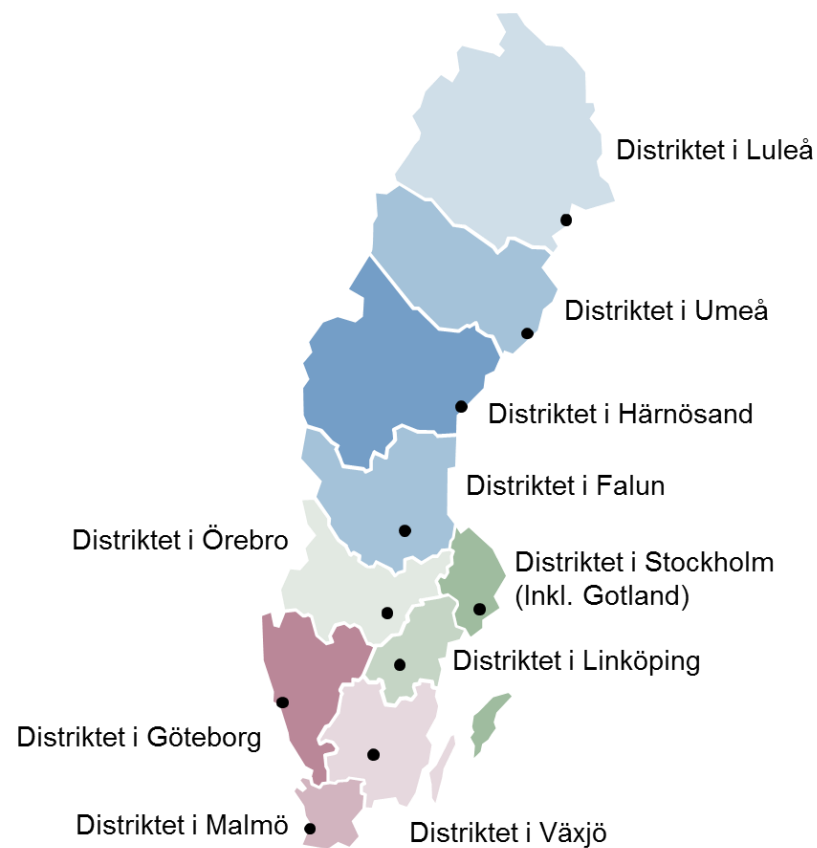 Distriktet i Luleå
Distriktet i Umeå
Distriktet i Härnösand
Distriktet i Falun
Distriktet i Örebro
Distriktet i Stockholm
(Inkl. Gotland)
Distriktet i Linköping
Distriktet i Göteborg
Distriktet i Malmö
Distriktet i Växjö